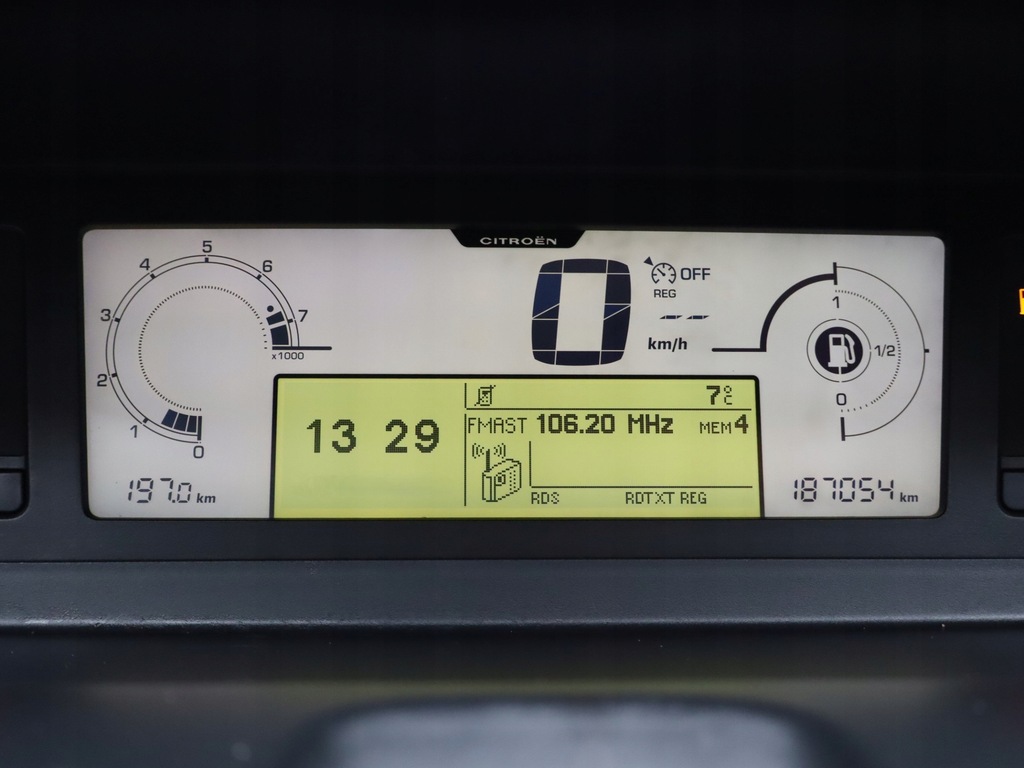 CITROËN
5
4
6
3
7
2
x1000
1
0
OFF
REG
0
-- --
km/h
1
1/2
0
13 29
7°C
FMAST 106.20 MHz MEM 4
RDS RDTXT REG
197.0 km
187054 km